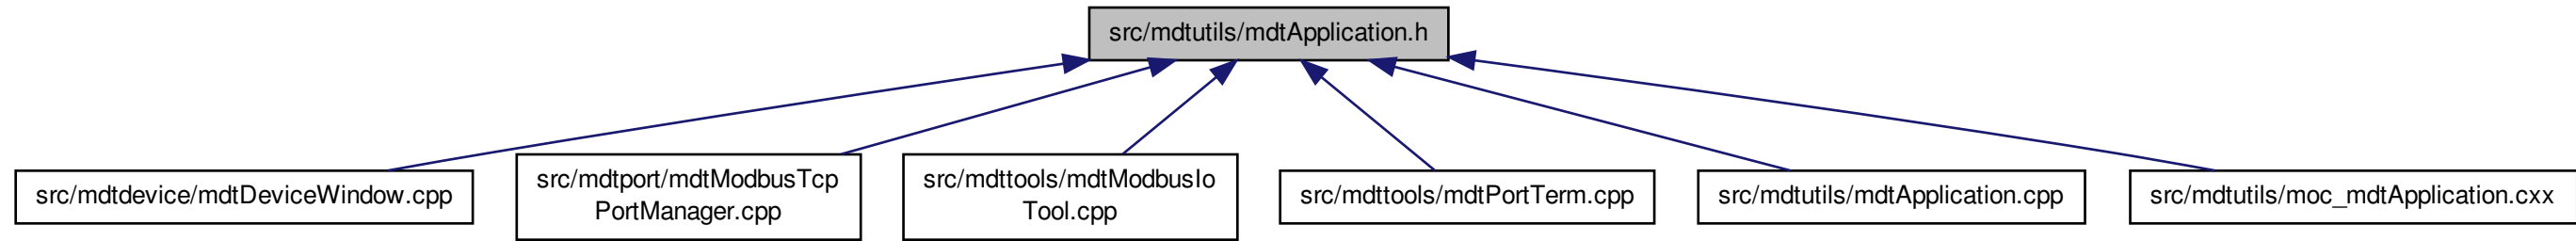 src/mdtutils/mdtApplication.h
src/mdtdevice/mdtDeviceWindow.cpp
src/mdtport/mdtModbusTcp
PortManager.cpp
src/mdttools/mdtModbusIo
Tool.cpp
src/mdttools/mdtPortTerm.cpp
src/mdtutils/mdtApplication.cpp
src/mdtutils/moc_mdtApplication.cxx